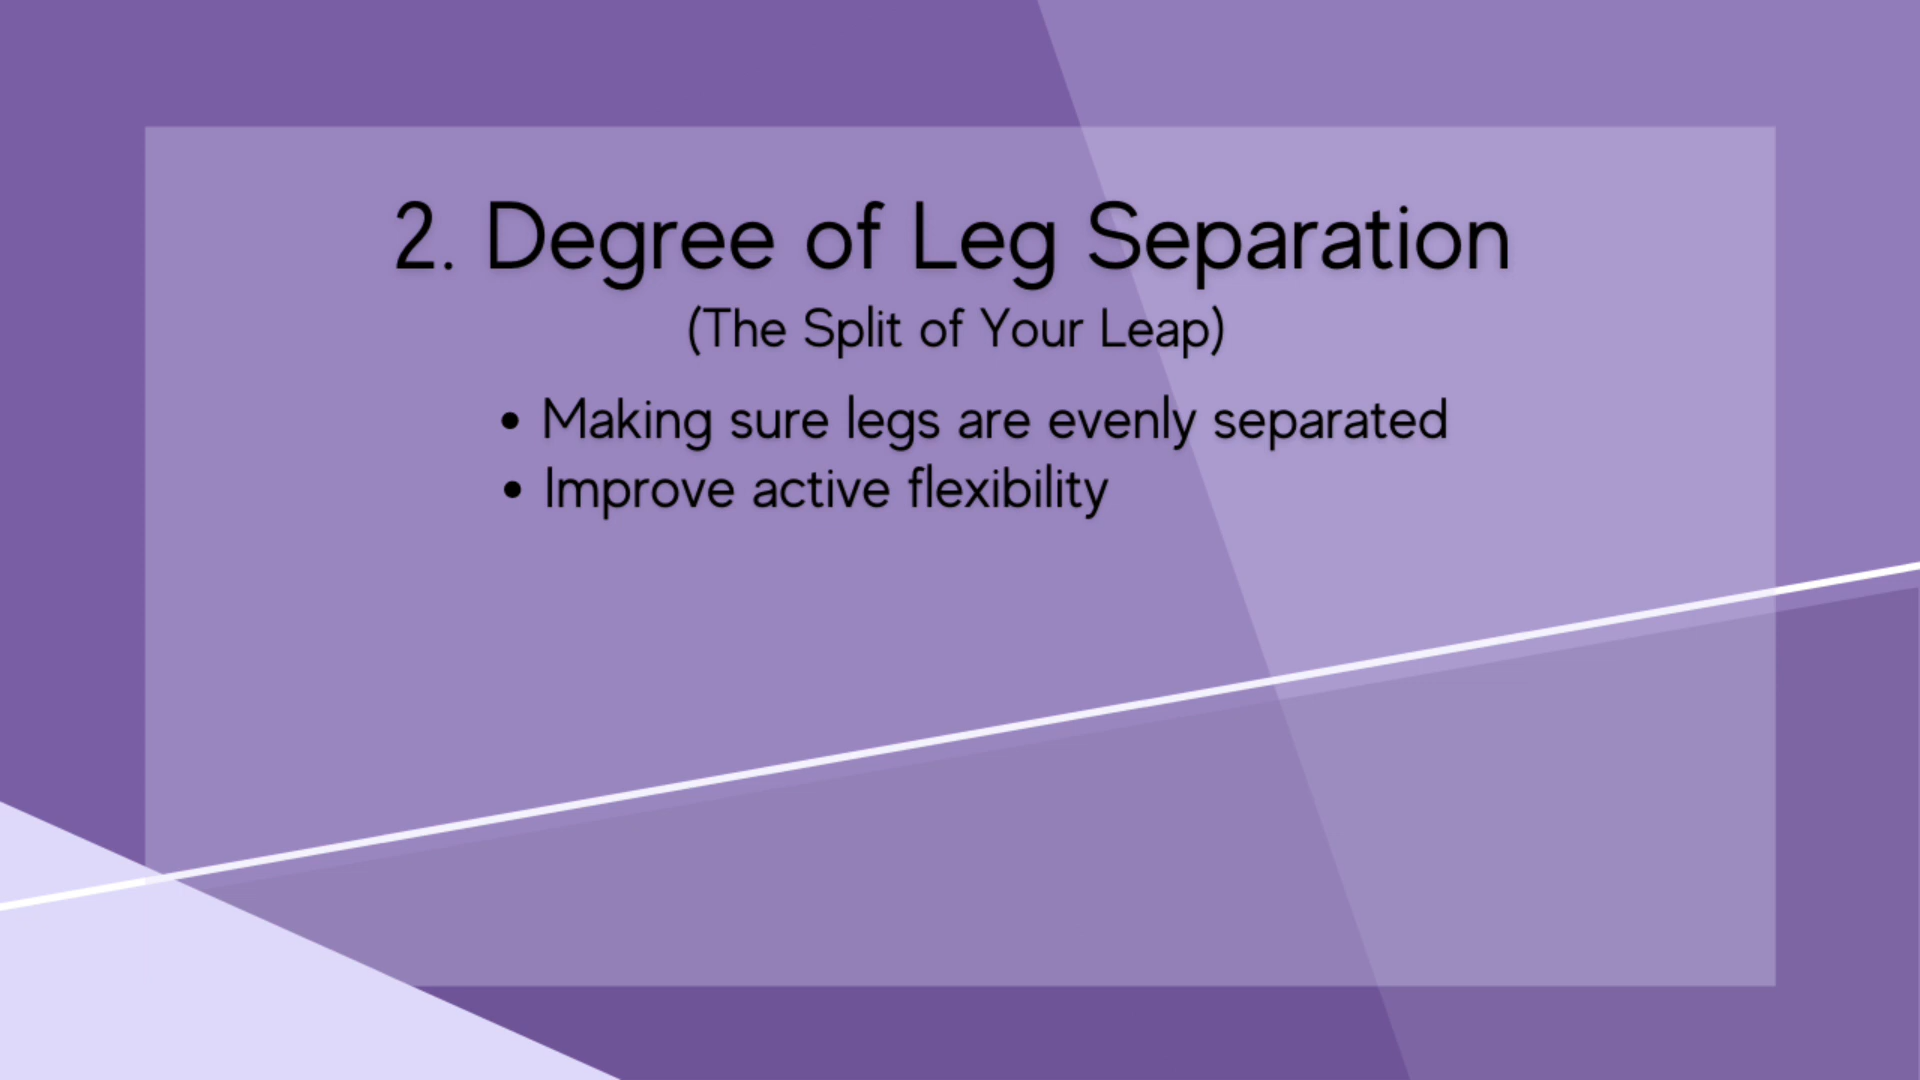 2. Degree of Leg Separation
(The Split of Your Leap)
• Making sure legs are evenly separated
• Improve active flexibility